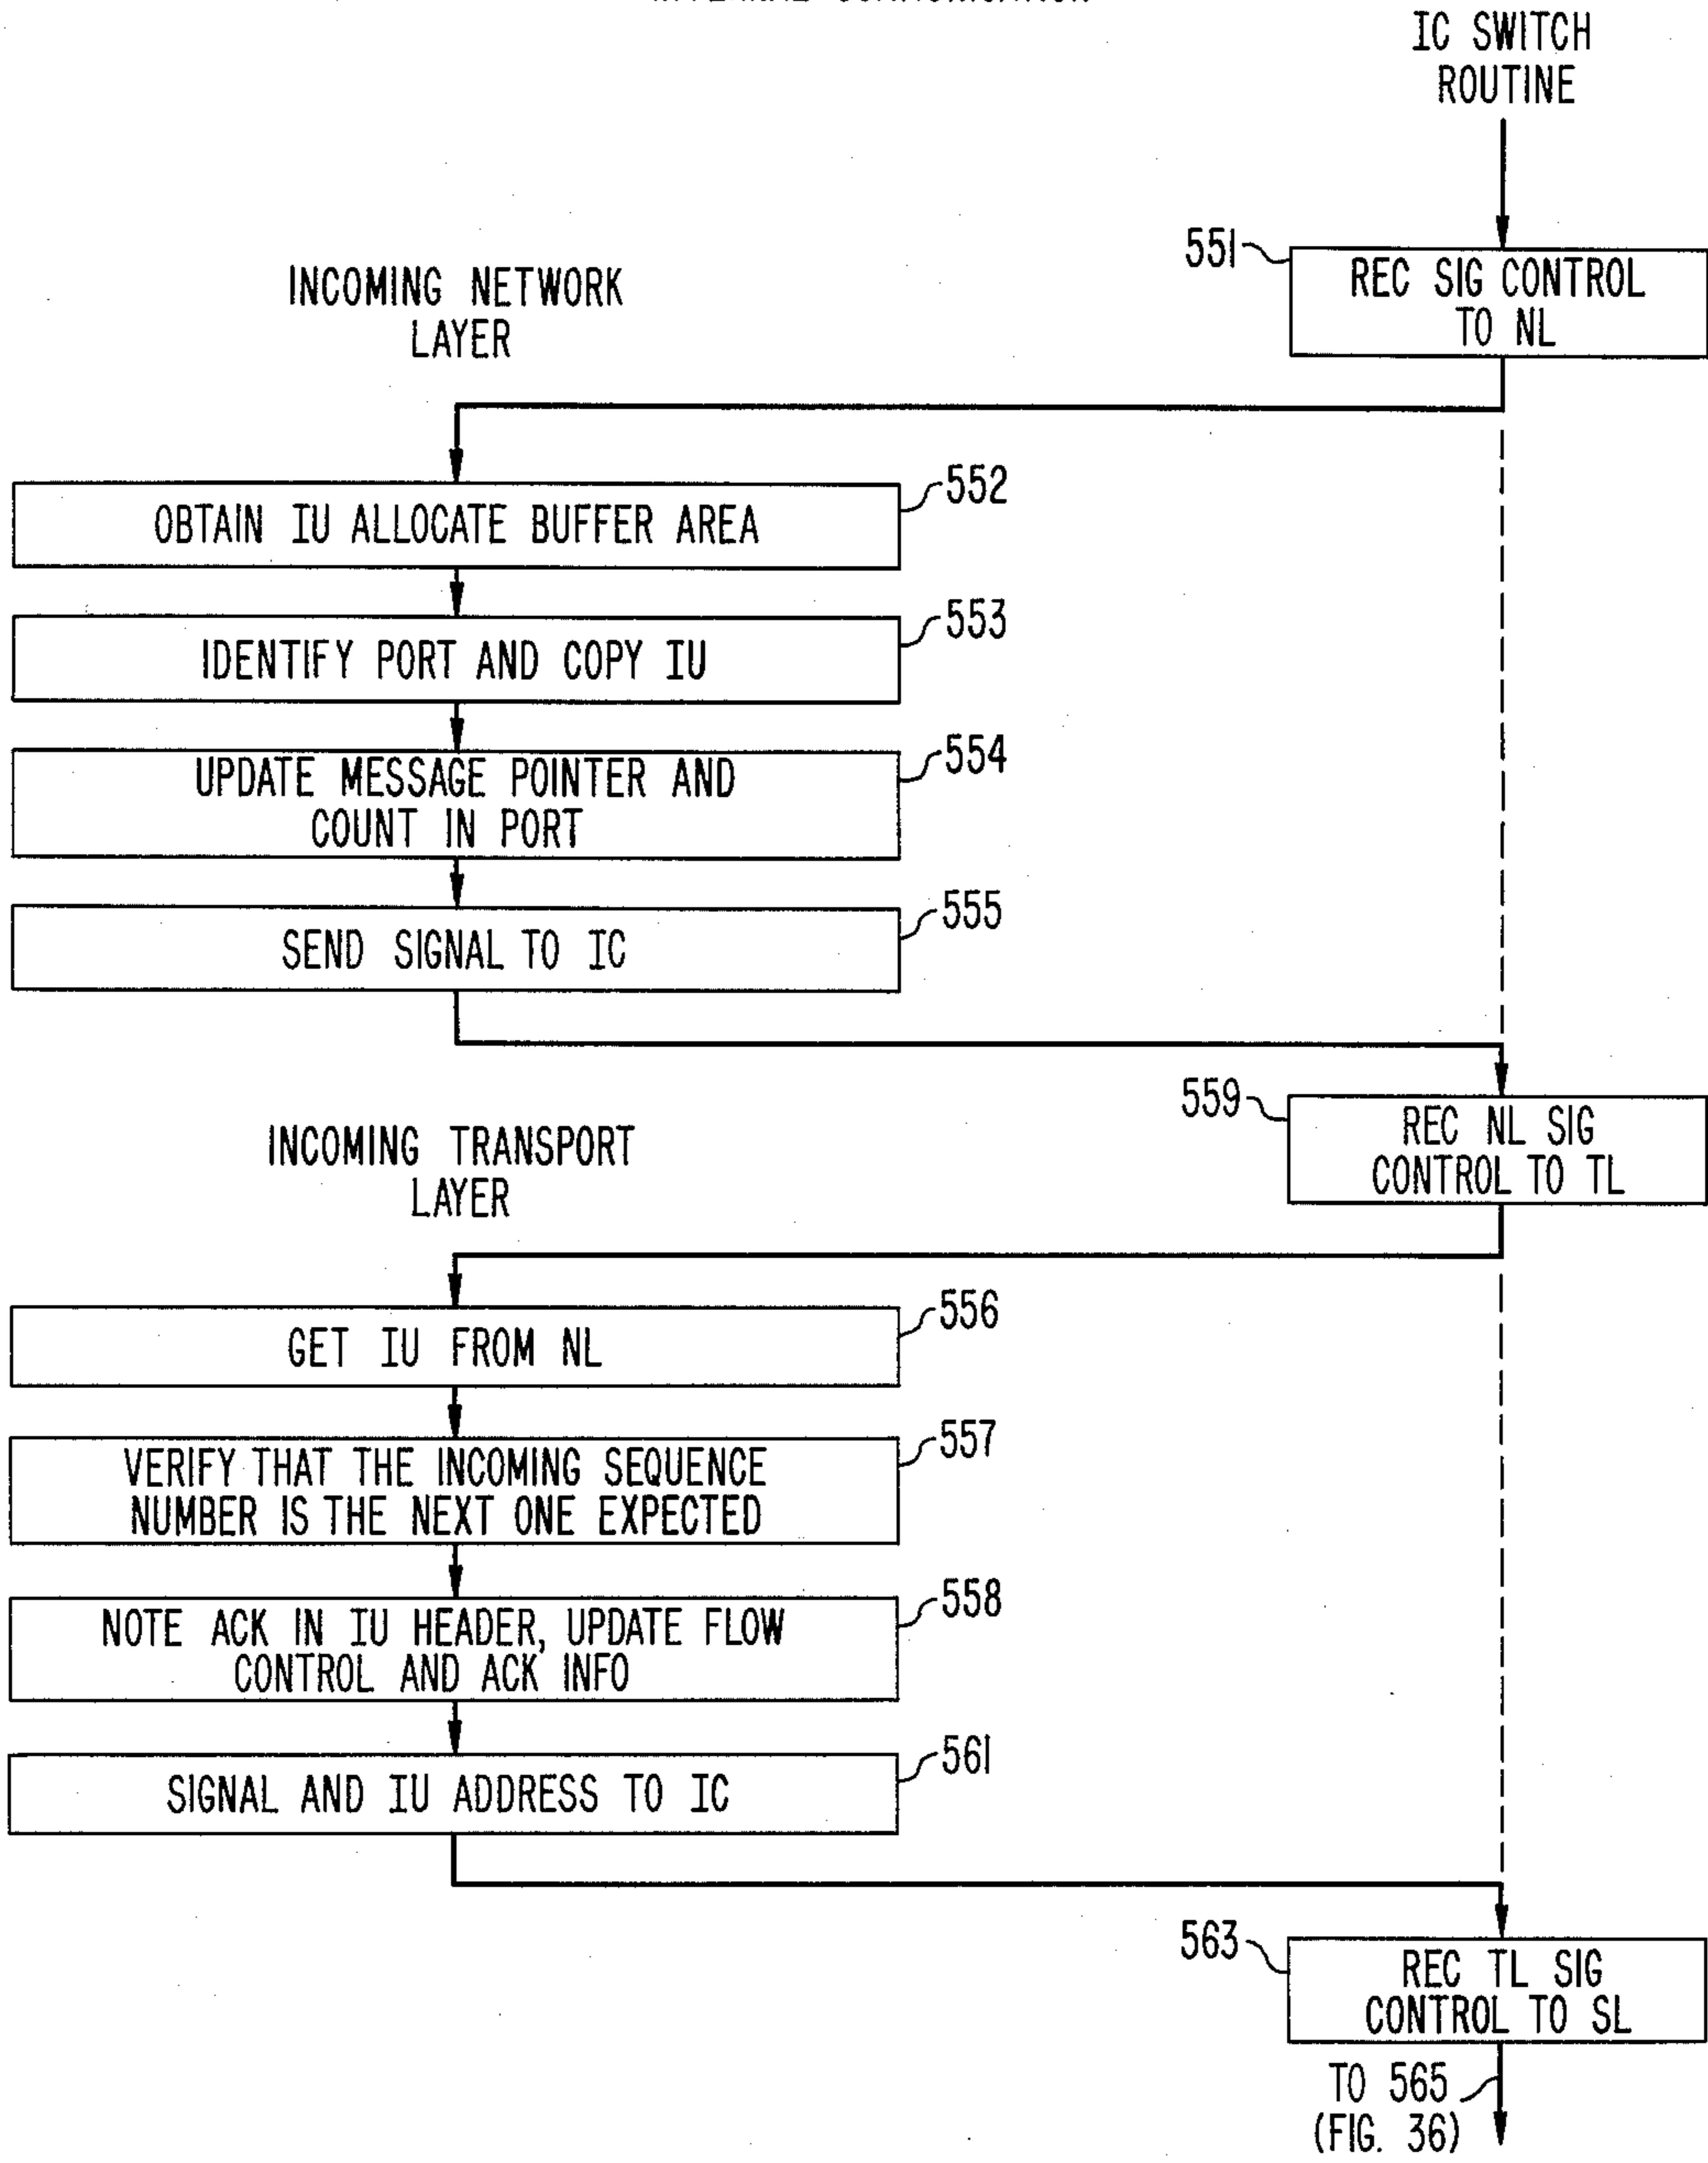 IC SWITCH
ROUTINE
551
REC SIG CONTROL
TO NL
INCOMING NETWORK
LAYER
552
OBTAIN IU ALLOCATE BUFFER AREA
553
IDENTIFY PORT AND COPY IU
554
UPDATE MESSAGE POINTER AND
COUNT IN PORT
555
SEND SIGNAL TO IC
559
REC NL SIG
CONTROL TO TL
INCOMING TRANSPORT
LAYER
556
GET IU FROM NL
557
VERIFY THAT THE INCOMING SEQUENCE
NUMBER IS THE NEXT ONE EXPECTED
558
NOTE ACK IN IU HEADER, UPDATE FLOW
CONTROL AND ACK INFO
561
SIGNAL AND IU ADDRESS TO IC
563
REC TL SIG
CONTROL TO SL
TO 565
(FIG. 36)